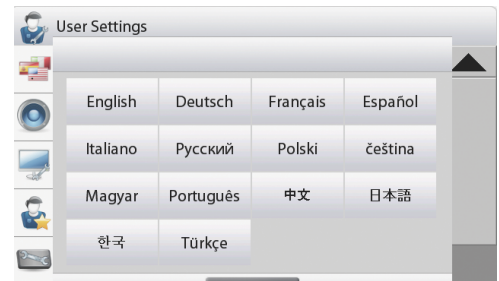 User Settings
English Deutsch Français Español
Italiano Русский Polski čeština
Magyar Português 中文 日本語
한국 Türkçe